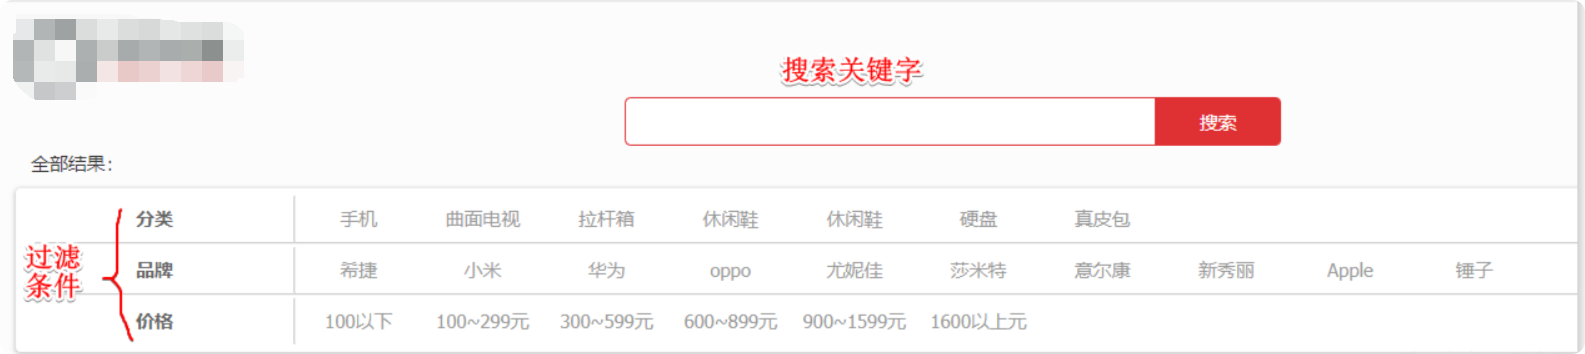 搜索关键字
搜索
全部结果：
过滤条件
分类 手机 曲面电视 拉杆箱 休闲鞋 休闲鞋 硬盘 真皮包
品牌 希捷 小米 华为 oppo 尤妮佳 莎米特 意尔康 新秀丽 Apple 锤子
价格 100以下 100~299元 300~599元 600~899元 900~1599元 1600以上元